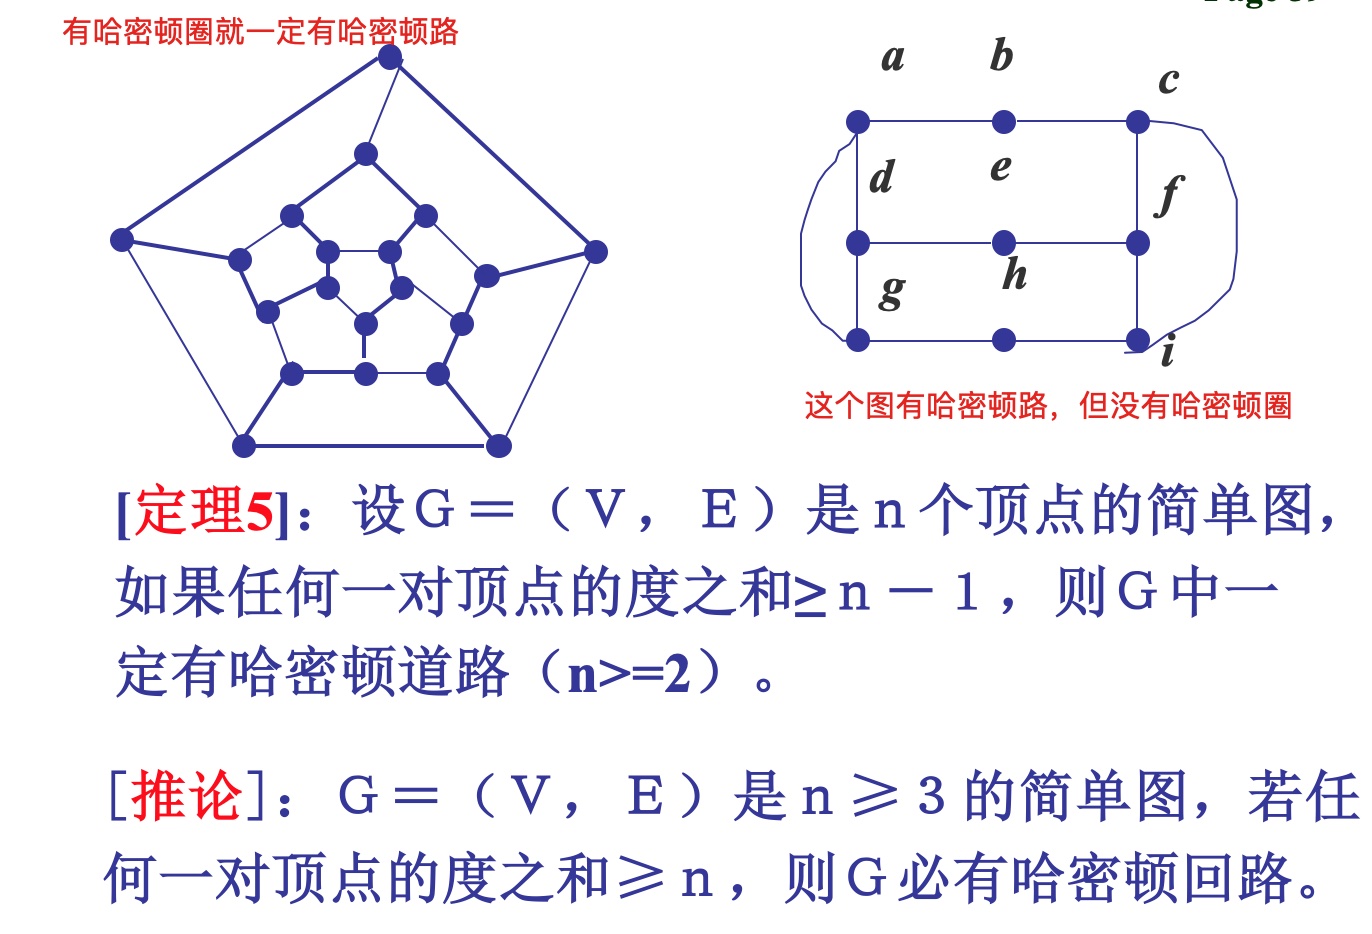 有哈密顿圈就一定有哈密顿路
a b c
d e f
g h i
这个图有哈密顿路，但没有哈密顿圈
[定理5]：设G＝（V，E）是n个顶点的简单图，
如果任何一对顶点的度之和≥n－1，则G中一
定有哈密顿道路（n>=2）。
[推论]：G＝（V，E）是n≥3的简单图，若任
何一对顶点的度之和≥n，则G必有哈密顿回路。